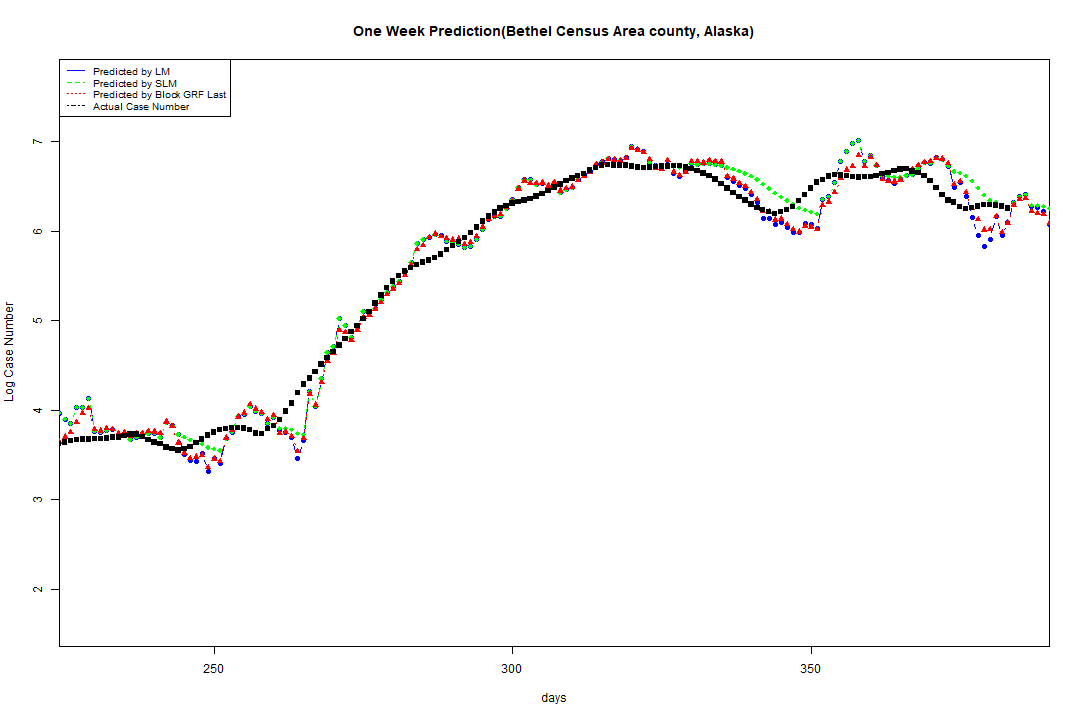 One Week Prediction(Bethel Census Area county, Alaska)
Predicted by LM
Predicted by SLM
Predicted by Block GRF Last
Actual Case Number
7
6
5
4
3
2
Log Case Number
250 300 350
days